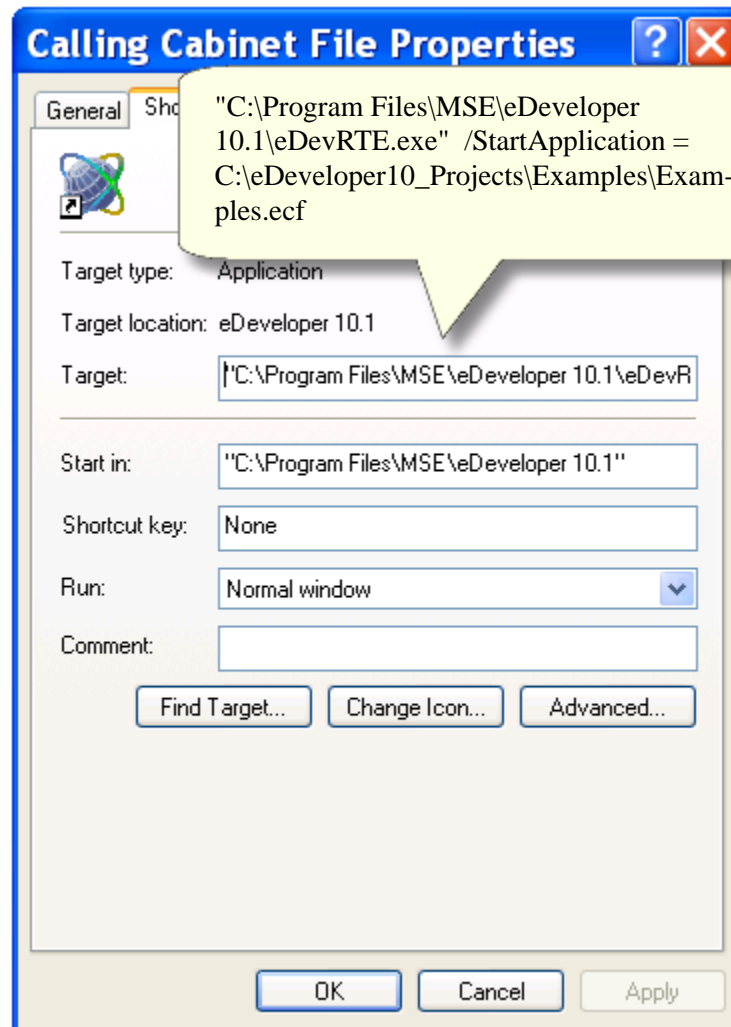 Calling Cabinet File Properties
General Sho
"C:\Program Files\MSE\eDeveloper
10.1\eDevRTE.exe" /StartApplication =
C:\eDeveloper10_Projects\Examples\Exam-
ples.ecf
Target type: Application
Target location: eDeveloper 10.1
Target: "C:\Program Files\MSE\eDeveloper 10.1\eDevR
Start in: "C:\Program Files\MSE\eDeveloper 10.1"
Shortcut key: None
Run: Normal window
Comment:
Find Target... Change Icon... Advanced...
OK Cancel Apply